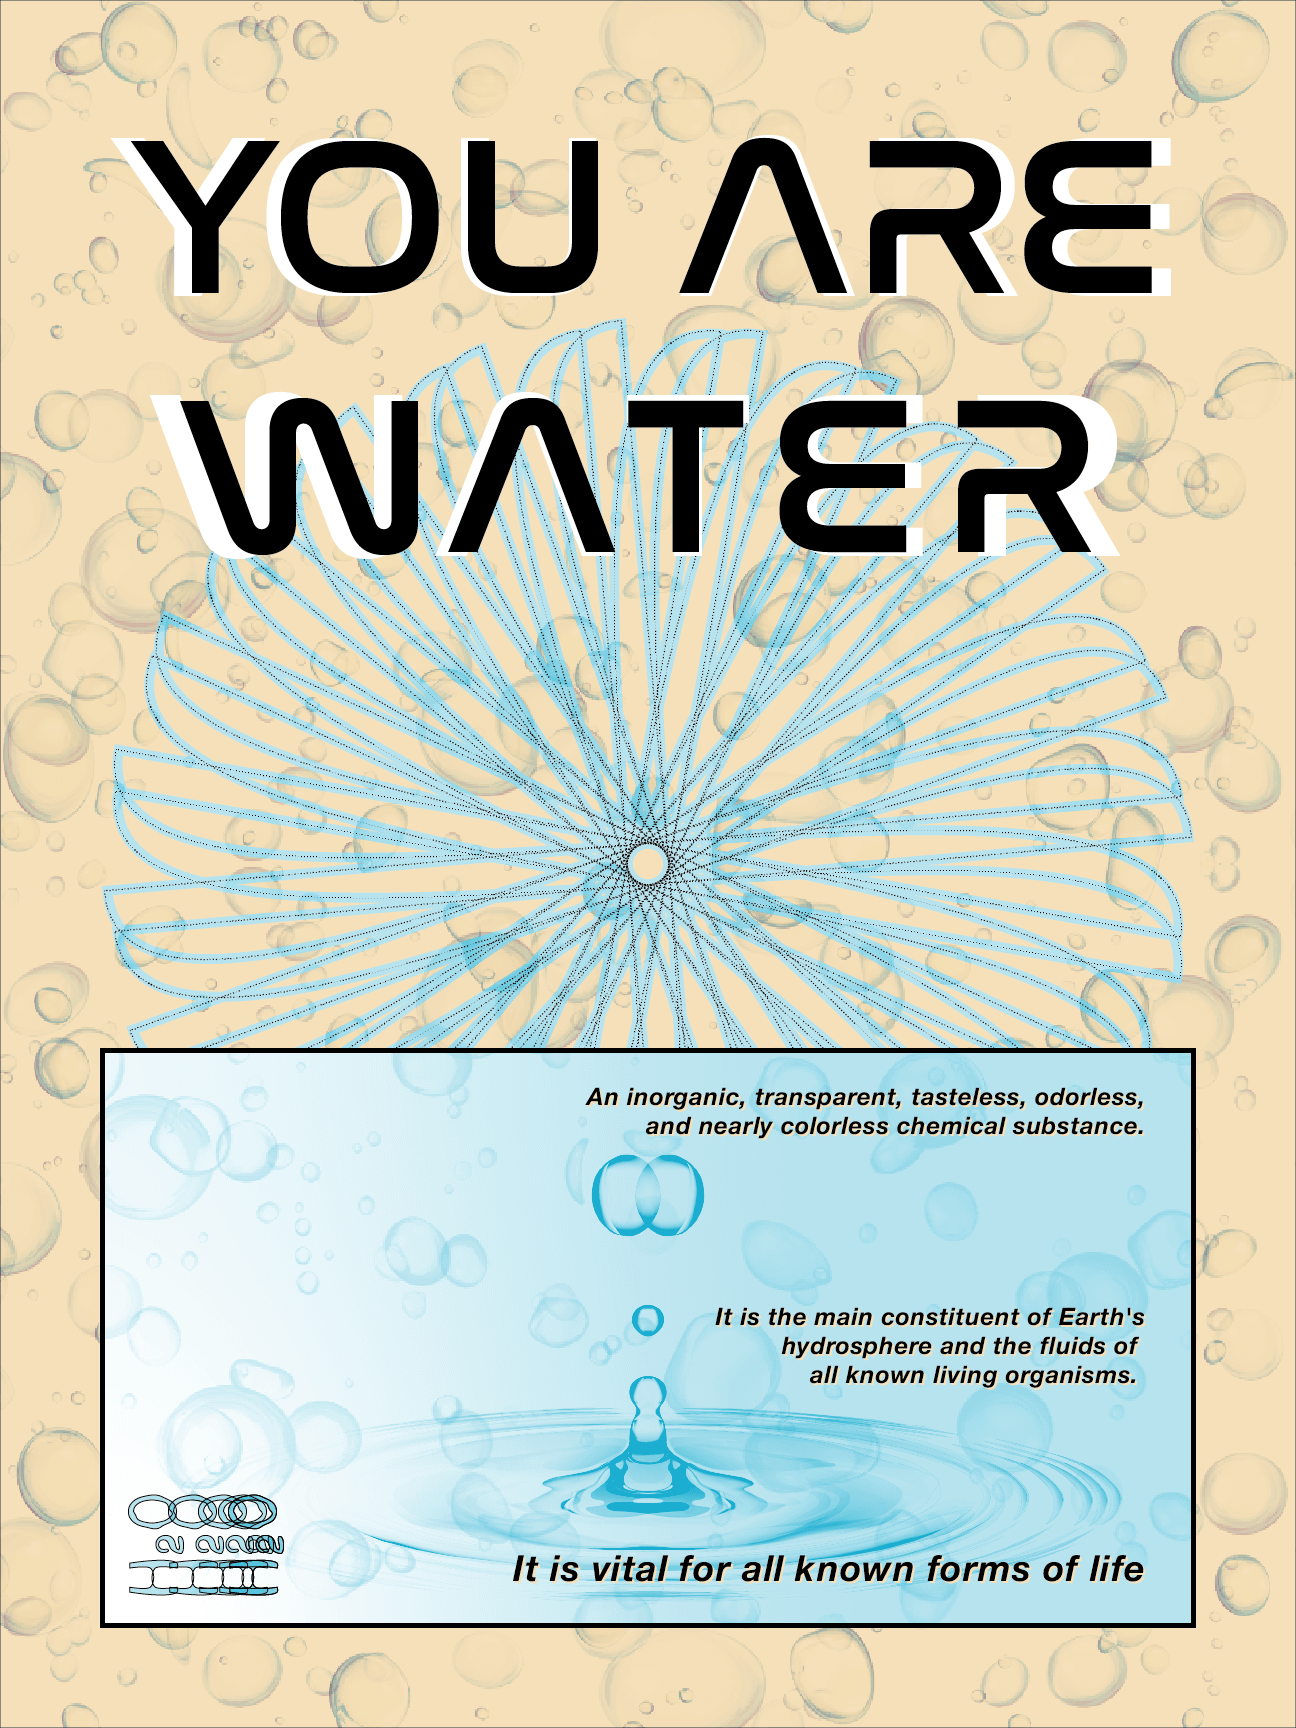 YOU ARE
WATER
An inorganic, transparent, tasteless, odorless,
and nearly colorless chemical substance.
It is the main constituent of Earth's
hydrosphere and the fluids of
all known living organisms.
It is vital for all known forms of life